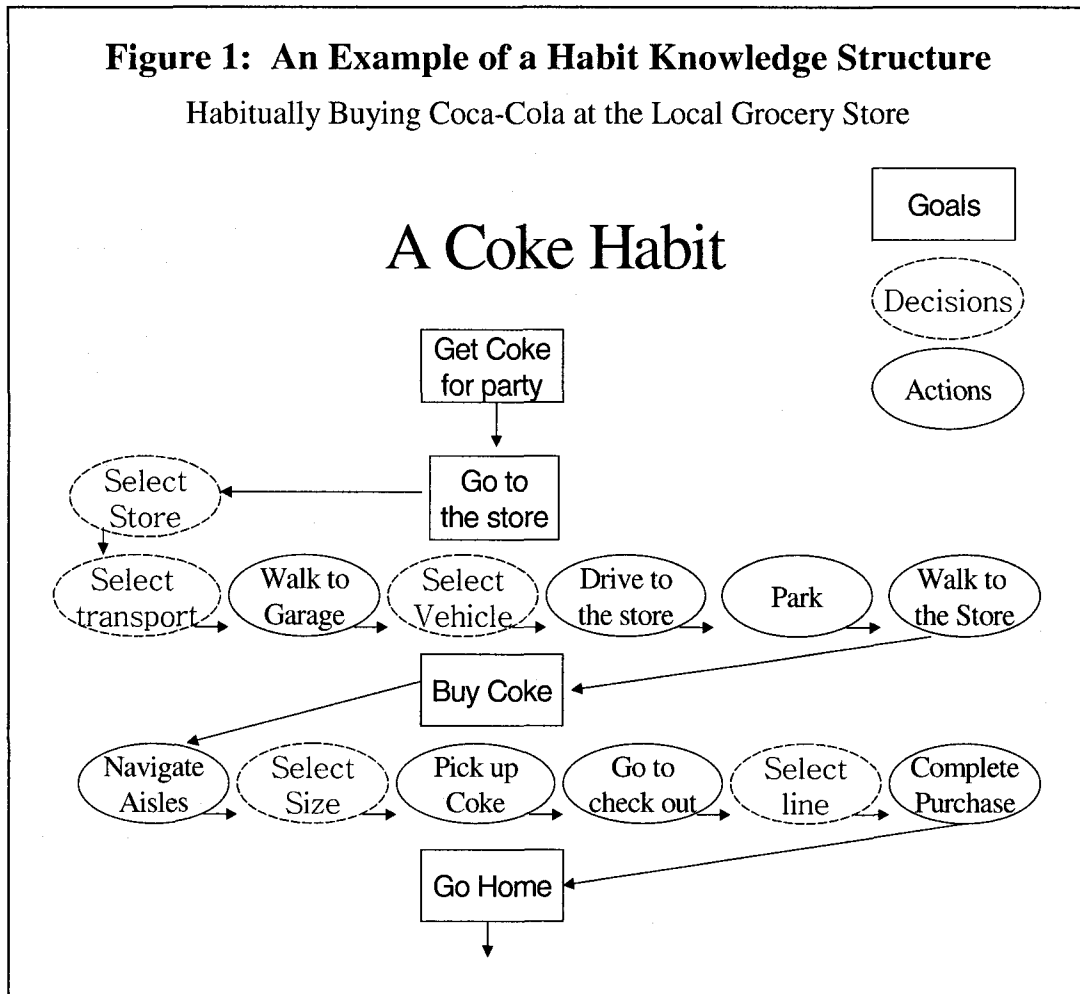 Figure 1: An Example of a Habit Knowledge Structure
Habitually Buying Coca-Cola at the Local Grocery Store
Goals
A Coke Habit
Decisions
Actions
Get Coke
for party
Go to
the store
Select
Store
Select
transport
Walk to
Garage
Select
Vehicle
Drive to
the store
Park
Walk to
the Store
Buy Coke
Navigate
Aisles
Select
Size
Pick up
Coke
Go to
check out
Select
line
Complete
Purchase
Go Home